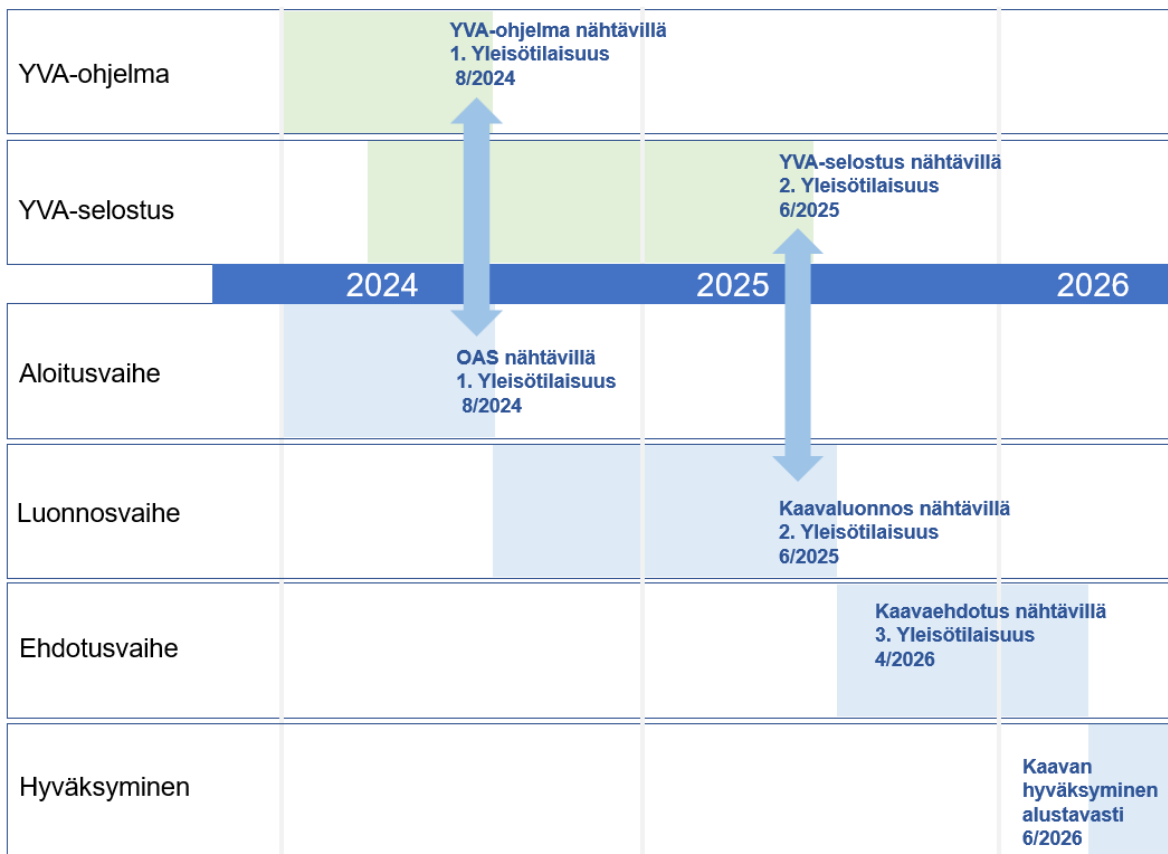 YVA-ohjelma
YVA-ohjelma nähtävillä
1. Yleisötilaisuus
8/2024
YVA-selostus
YVA-selostus nähtävillä
2. Yleisötilaisuus
6/2025
2024
2025
2026
Aloitusvaihe
OAS nähtävillä
1. Yleisötilaisuus
8/2024
Luonnosvaihe
Kaavaluonnos nähtävillä
2. Yleisötilaisuus
6/2025
Ehdotusvaihe
Kaavaehdotus nähtävillä
3. Yleisötilaisuus
4/2026
Hyväksyminen
Kaavan
hyväksyminen
alustavasti
6/2026